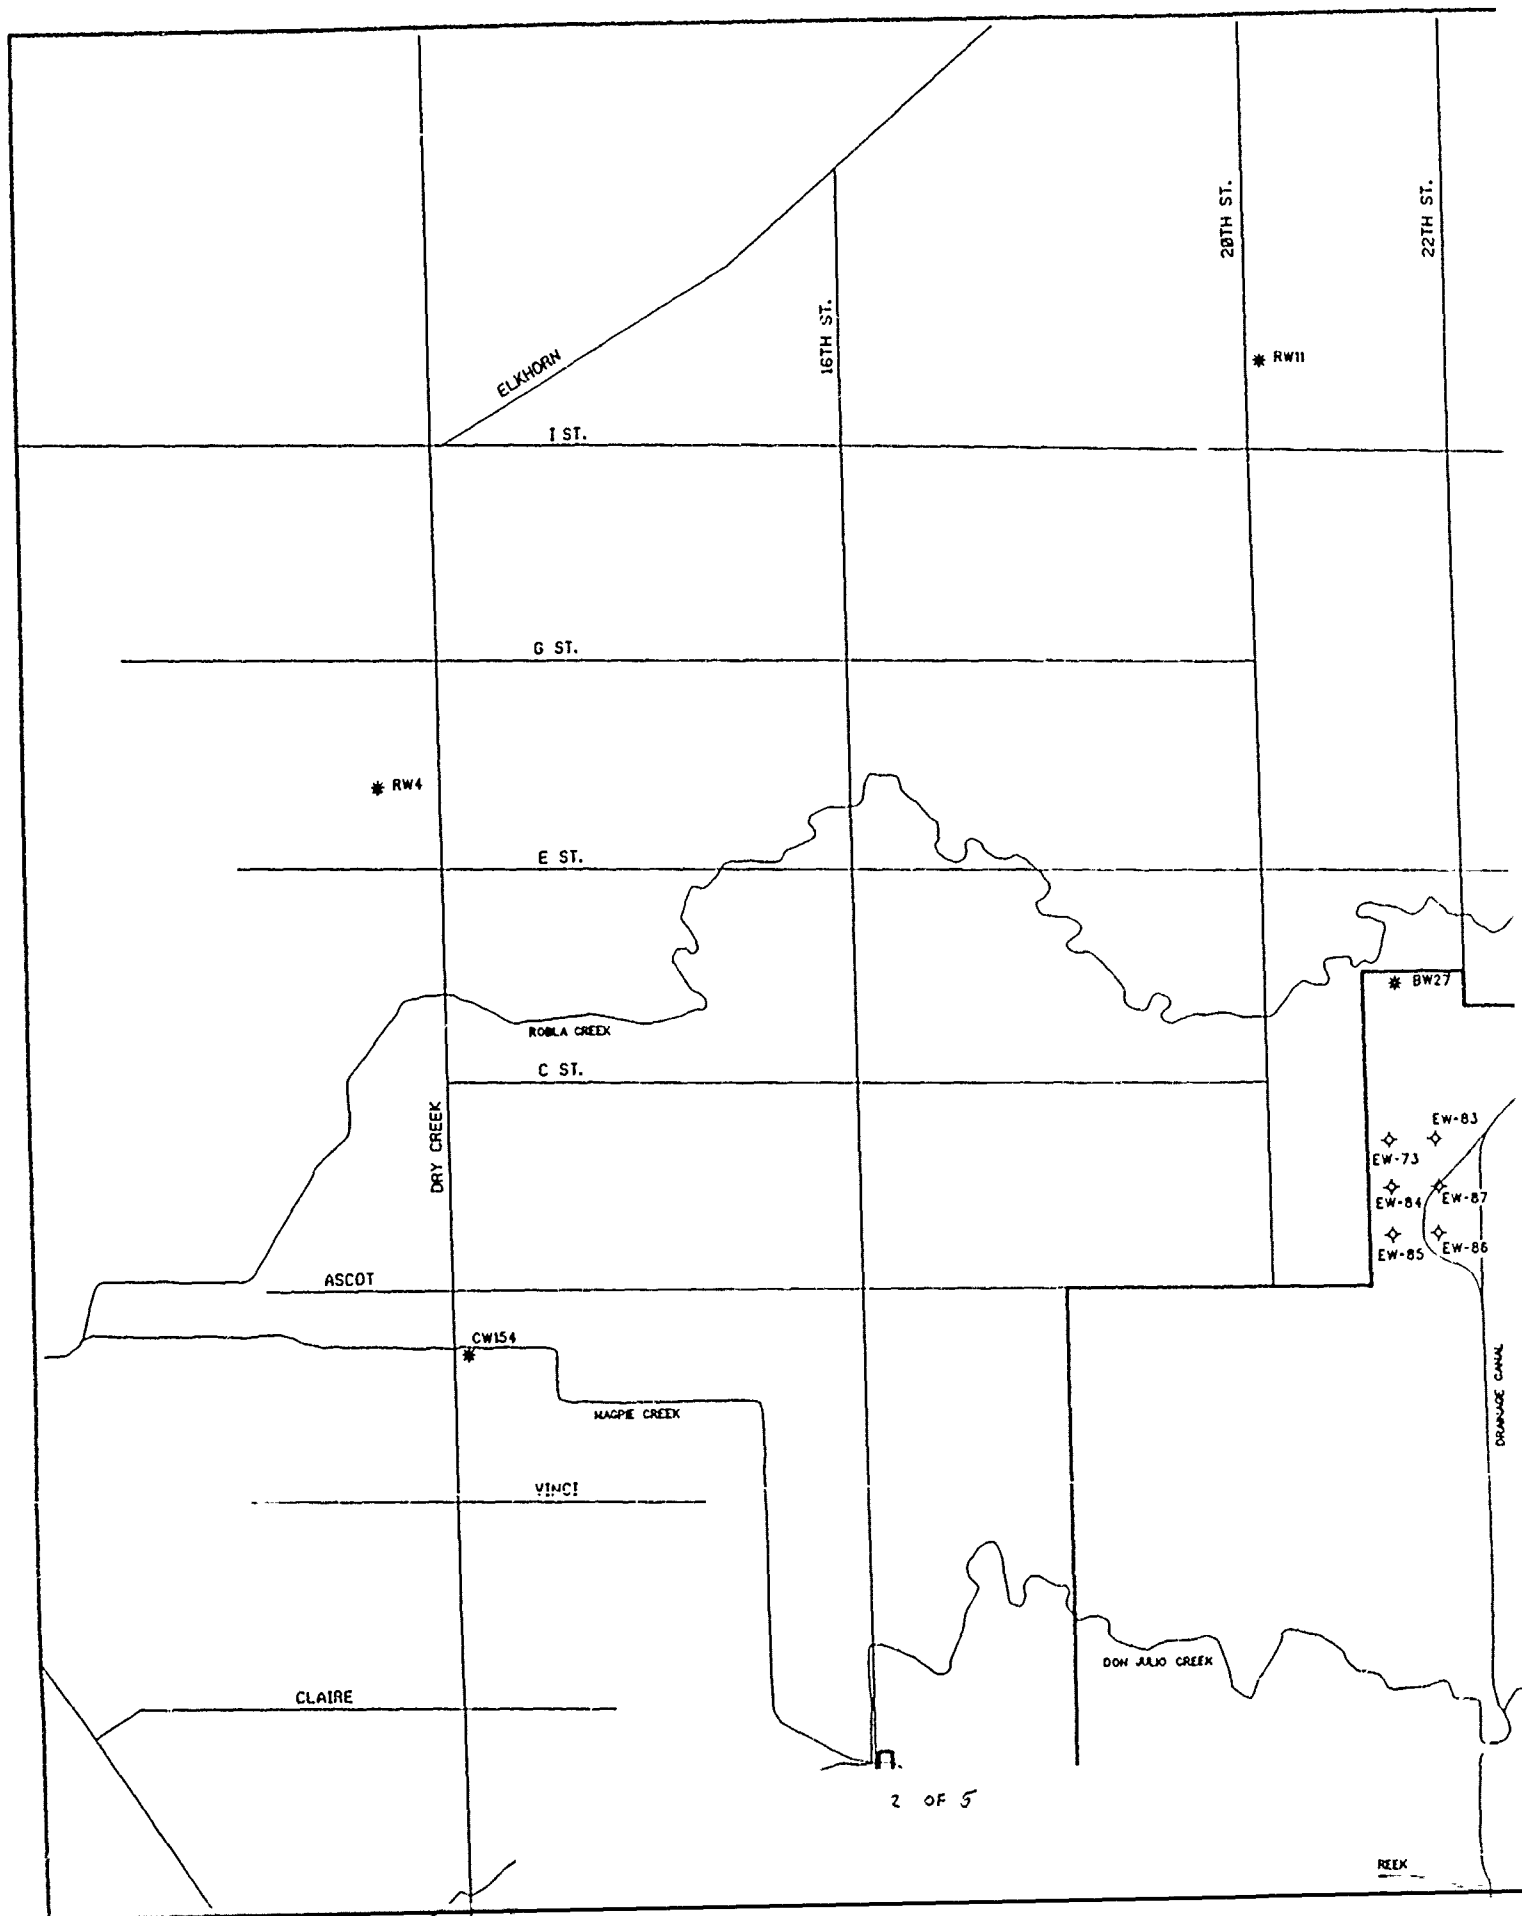 20TH ST.
22TH ST.
16TH ST.
RW11
ELKHORN
I ST.
G ST.
RW4
E ST.
BW27
ROBLA CREEK
C ST.
DRY CREEK
EW-83
EW-73
EW-84
EW-87
EW-85
EW-86
ASCOT
CW154
DRAINAGE CANAL
MAGPIE CREEK
VINCI
DON JULIO CREEK
CLAIRE
2 OF 5
REEK